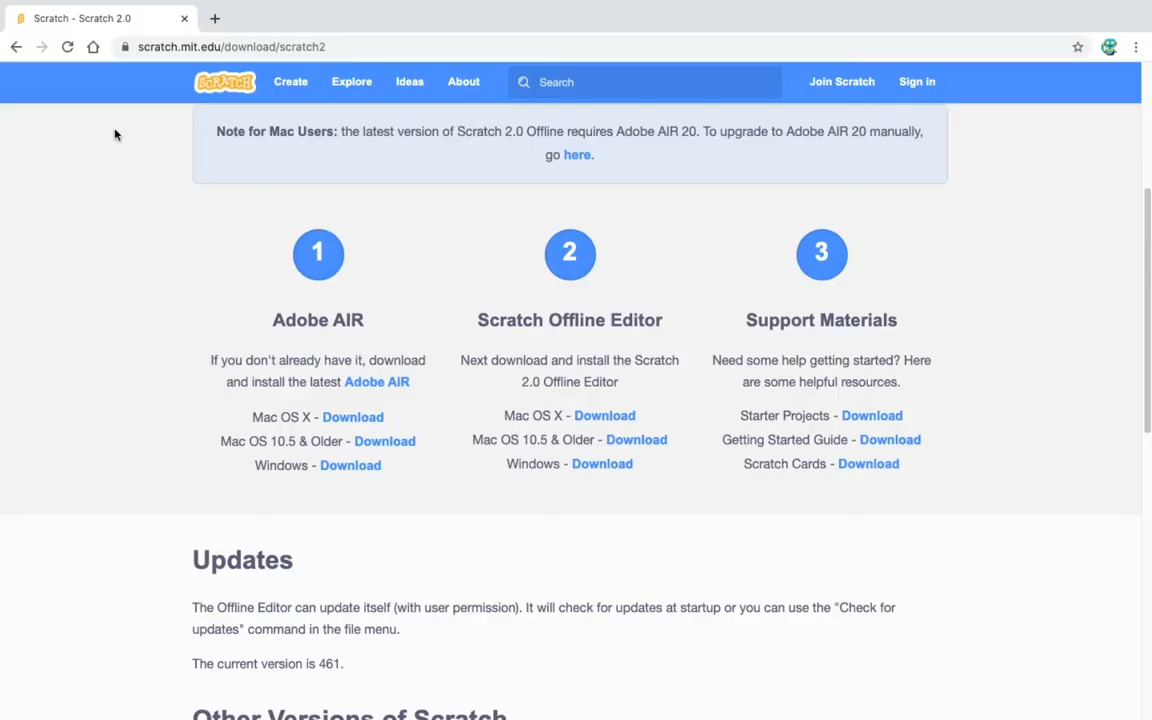 Scratch - Scratch 2.0
scratch.mit.edu/download/scratch2
SCRATCH Create Explore Ideas About Search Join Scratch Sign in
Note for Mac Users: the latest version of Scratch 2.0 Offline requires Adobe AIR 20. To upgrade to Adobe AIR 20 manually,
go here.
1
Adobe AIR
If you don't already have it, download
and install the latest Adobe AIR
Mac OS X - Download
Mac OS 10.5 & Older - Download
Windows - Download
2
Scratch Offline Editor
Next download and install the Scratch
2.0 Offline Editor
Mac OS X - Download
Mac OS 10.5 & Older - Download
Windows - Download
3
Support Materials
Need some help getting started? Here
are some helpful resources.
Starter Projects - Download
Getting Started Guide - Download
Scratch Cards - Download
Updates
The Offline Editor can update itself (with user permission). It will check for updates at startup or you can use the "Check for
updates" command in the file menu.
The current version is 461.
Other Versions of Scratch